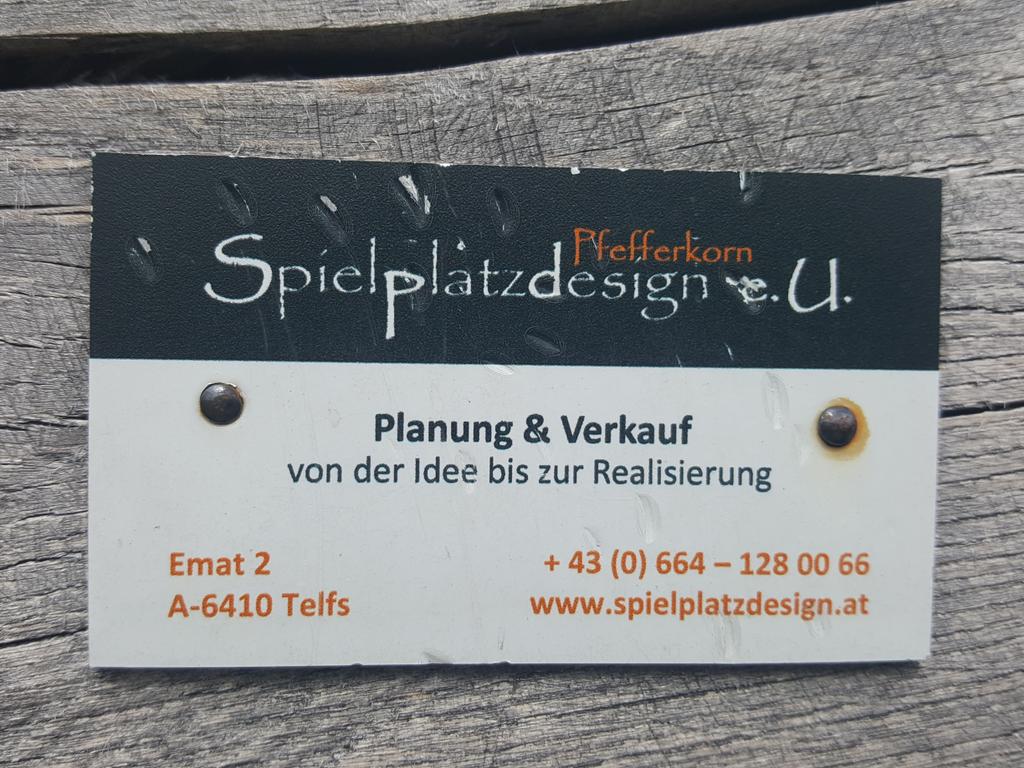 Pfefferkorn
Spielplatzdesign e.U.
Planung & Verkauf
von der Idee bis zur Realisierung
Emat 2
A-6410 Telfs
+ 43 (0) 664 – 128 00 66
www.spielplatzdesign.at